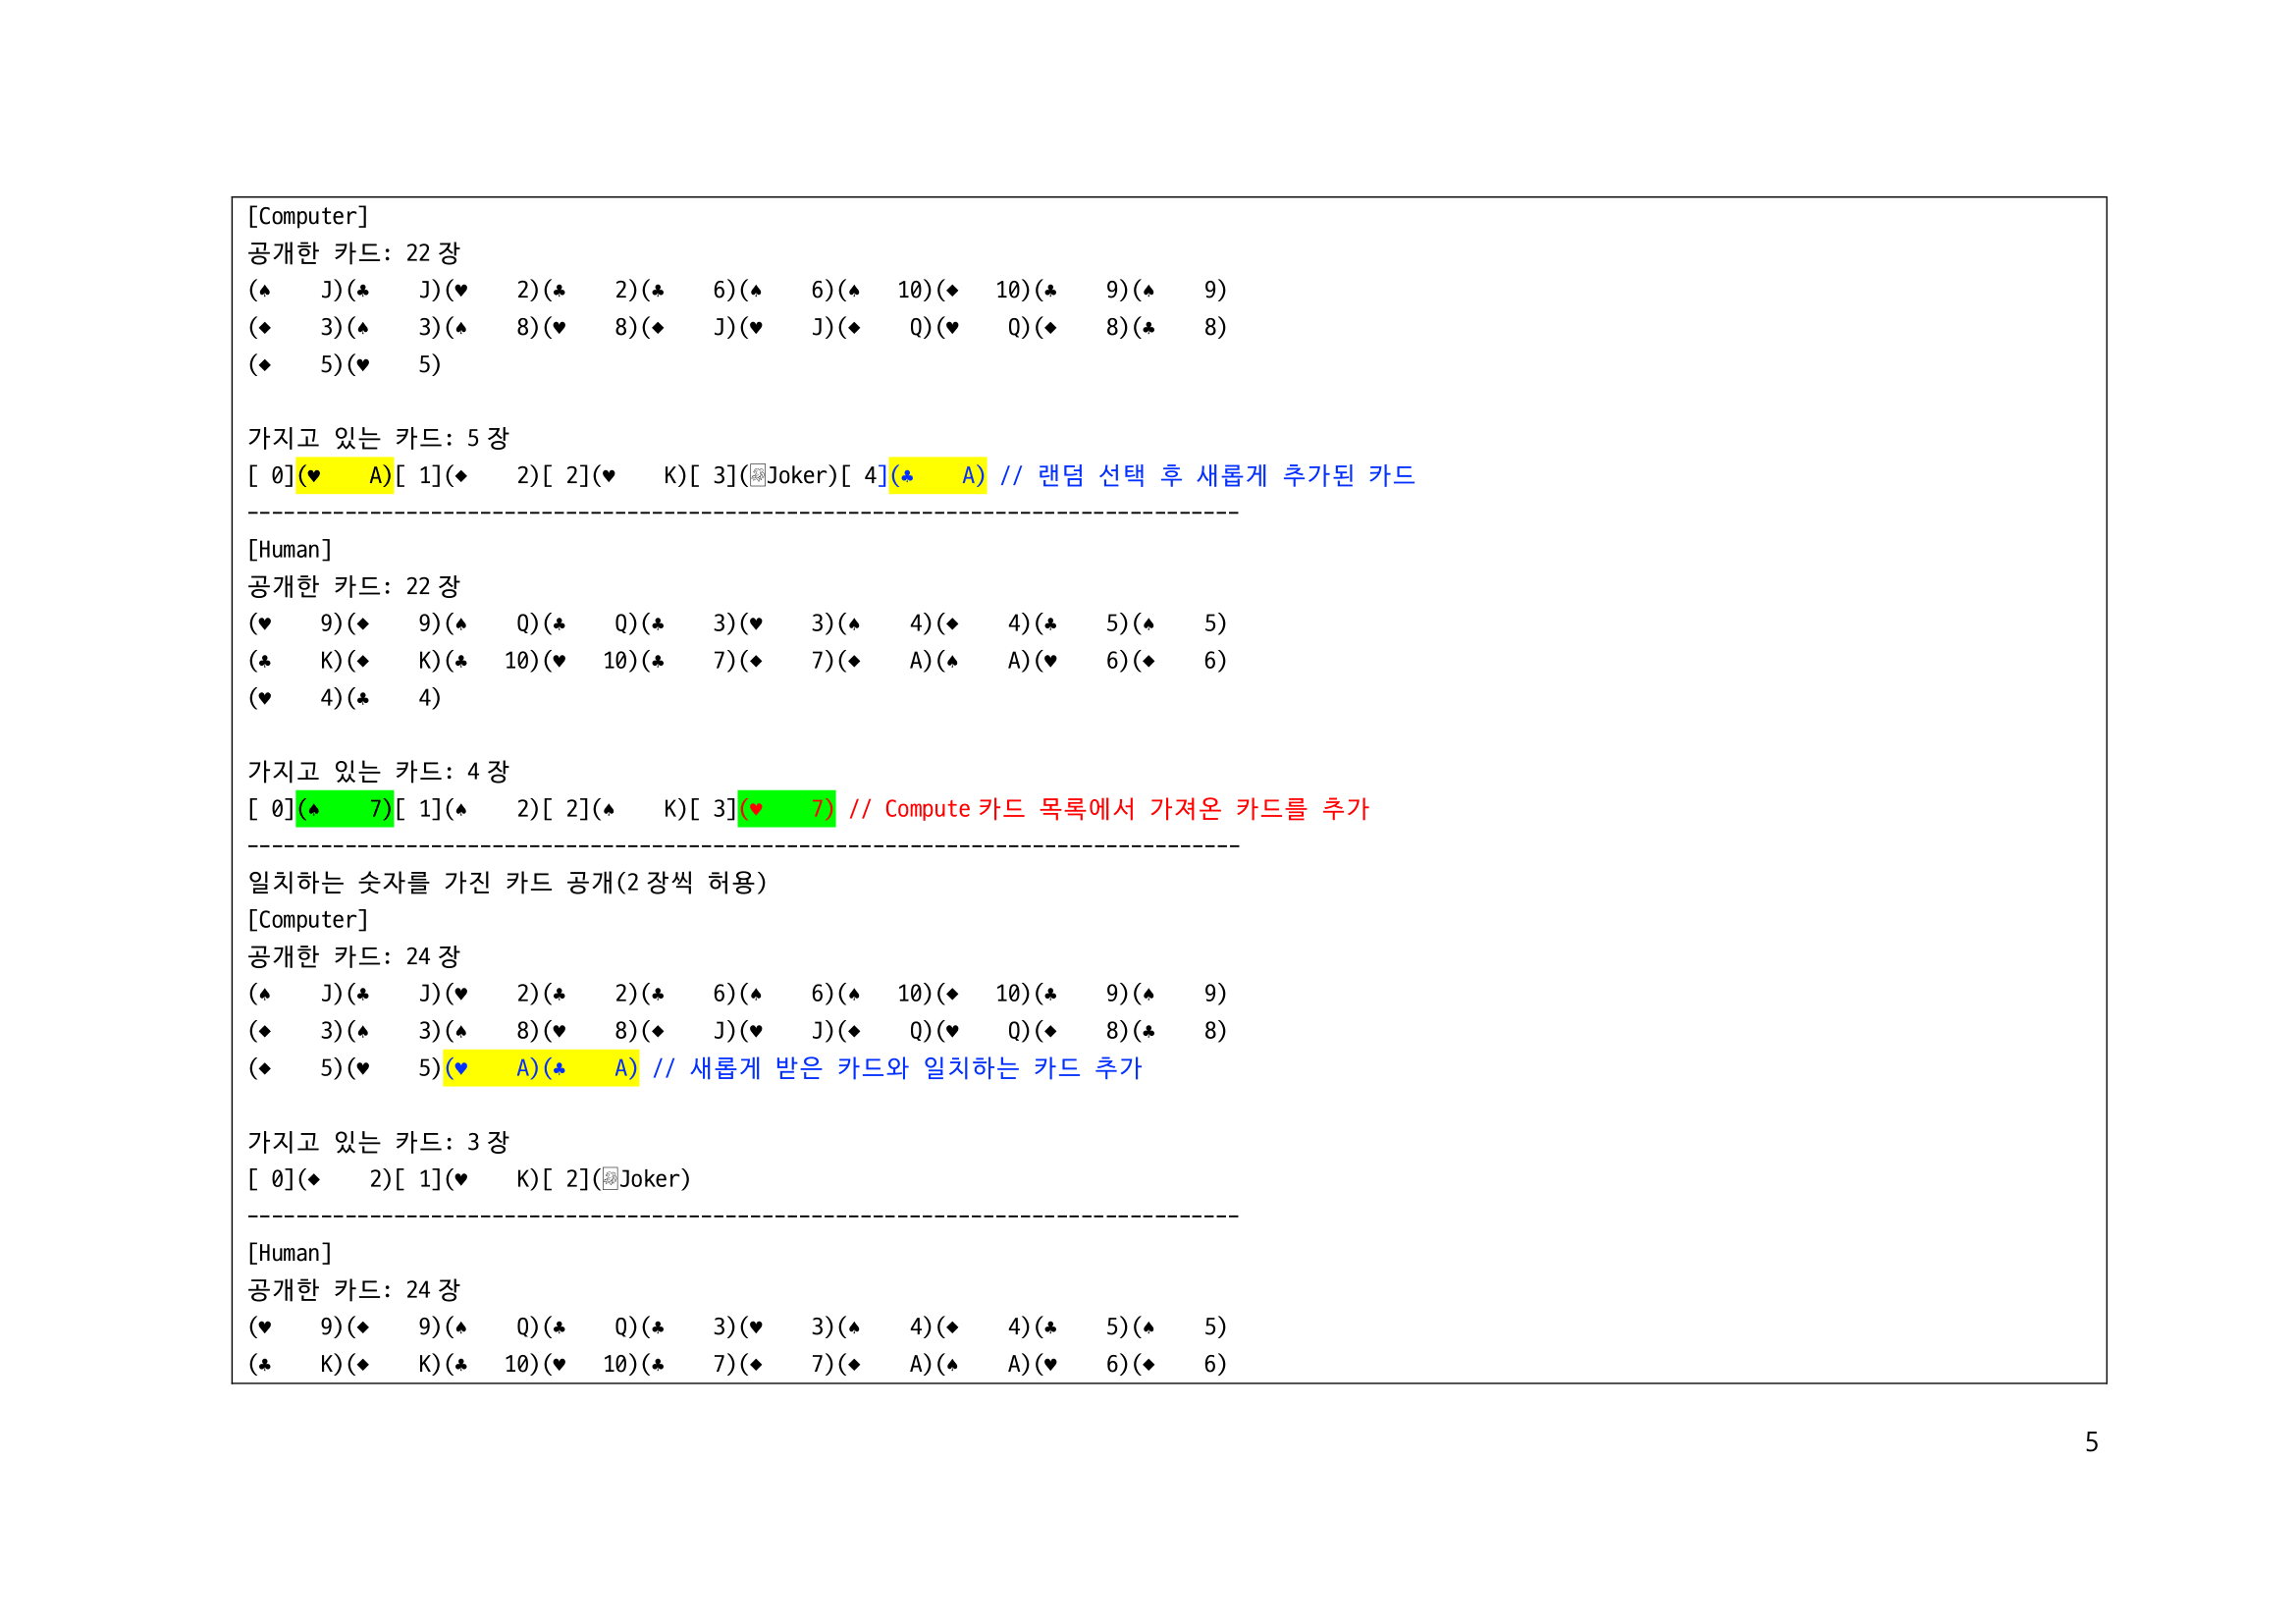 [Computer]
공개한 카드: 22 장
(♠    J)(♣    J)(♥    2)(♣    2)(♣    6)(♠    6)(♠   10)(◆   10)(♣    9)(♠    9)
(◆    3)(♠    3)(♠    8)(♥    8)(◆    J)(♥    J)(◆    Q)(♥    Q)(◆    8)(♣    8)
(◆    5)(♥    5)
가지고 있는 카드: 5 장
[ 0](♥    A)[ 1](◆    2)[ 2](♥    K)[ 3](🃏Joker)[ 4](♣    A) // 랜덤 선택 후 새롭게 추가된 카드
---------------------------------------------------------------------------------
[Human]
공개한 카드: 22 장
(♥    9)(◆    9)(♠    Q)(♣    Q)(♣    3)(♥    3)(♠    4)(◆    4)(♣    5)(♠    5)
(♣    K)(◆    K)(♣   10)(♥   10)(♣    7)(◆    7)(◆    A)(♠    A)(♥    6)(◆    6)
(♥    4)(♣    4)
가지고 있는 카드: 4 장
[ 0](♠    7)[ 1](♠    2)[ 2](♠    K)[ 3](♥    7) // Compute 카드 목록에서 가져온 카드를 추가
---------------------------------------------------------------------------------
일치하는 숫자를 가진 카드 공개(2 장씩 허용)
[Computer]
공개한 카드: 24 장
(♠    J)(♣    J)(♥    2)(♣    2)(♣    6)(♠    6)(♠   10)(◆   10)(♣    9)(♠    9)
(◆    3)(♠    3)(♠    8)(♥    8)(◆    J)(♥    J)(◆    Q)(♥    Q)(◆    8)(♣    8)
(◆    5)(♥    5)(♥    A)(♣    A) // 새롭게 받은 카드와 일치하는 카드 추가
가지고 있는 카드: 3 장
[ 0](◆    2)[ 1](♥    K)[ 2](🃏Joker)
---------------------------------------------------------------------------------
[Human]
공개한 카드: 24 장
(♥    9)(◆    9)(♠    Q)(♣    Q)(♣    3)(♥    3)(♠    4)(◆    4)(♣    5)(♠    5)
(♣    K)(◆    K)(♣   10)(♥   10)(♣    7)(◆    7)(◆    A)(♠    A)(♥    6)(◆    6)
5